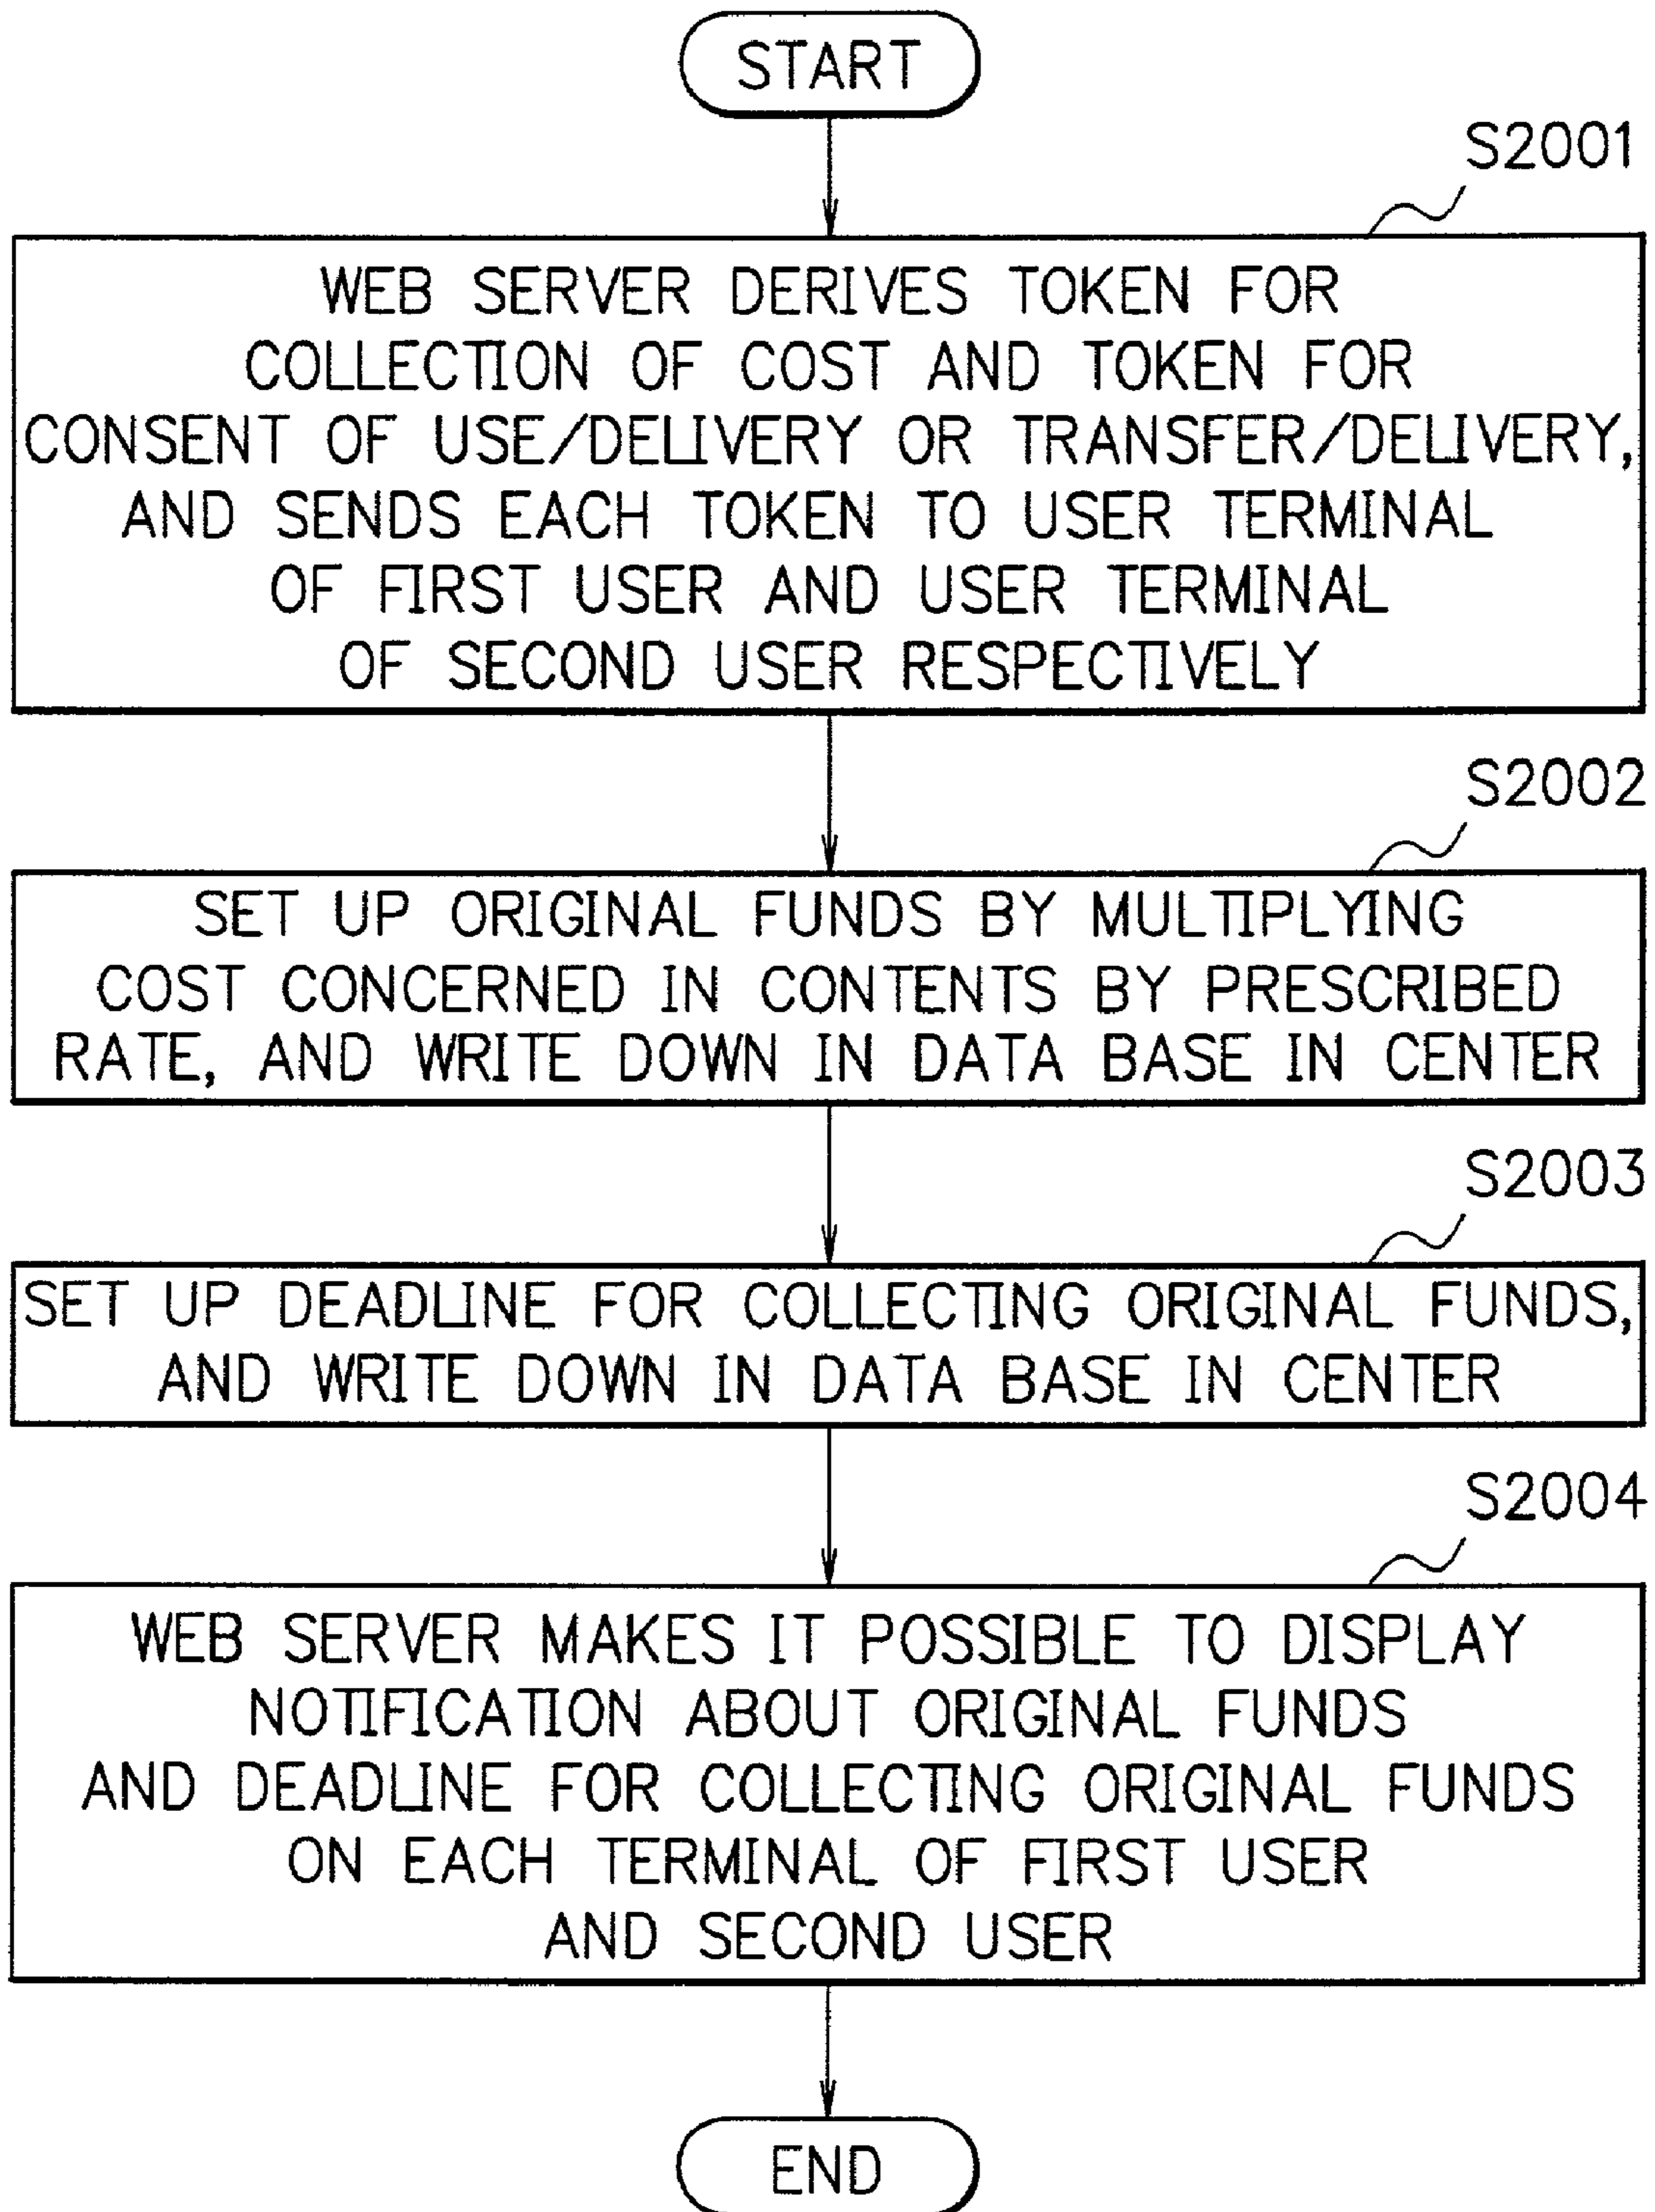 START
S2001
WEB SERVER DERIVES TOKEN FOR
COLLECTION OF COST AND TOKEN FOR
CONSENT OF USE/DELIVERY OR TRANSFER/DELIVERY,
AND SENDS EACH TOKEN TO USER TERMINAL
OF FIRST USER AND USER TERMINAL
OF SECOND USER RESPECTIVELY
S2002
SET UP ORIGINAL FUNDS BY MULTIPLYING
COST CONCERNED IN CONTENTS BY PRESCRIBED
RATE, AND WRITE DOWN IN DATA BASE IN CENTER
S2003
SET UP DEADLINE FOR COLLECTING ORIGINAL FUNDS,
AND WRITE DOWN IN DATA BASE IN CENTER
S2004
WEB SERVER MAKES IT POSSIBLE TO DISPLAY
NOTIFICATION ABOUT ORIGINAL FUNDS
AND DEADLINE FOR COLLECTING ORIGINAL FUNDS
ON EACH TERMINAL OF FIRST USER
AND SECOND USER
END